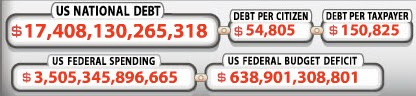 US NATIONAL DEBT
$17,408,130,265,318
DEBT PER CITIZEN
$54,805
DEBT PER TAXPAYER
$150,825
US FEDERAL SPENDING
$3,505,345,896,665
US FEDERAL BUDGET DEFICIT
$638,901,308,801